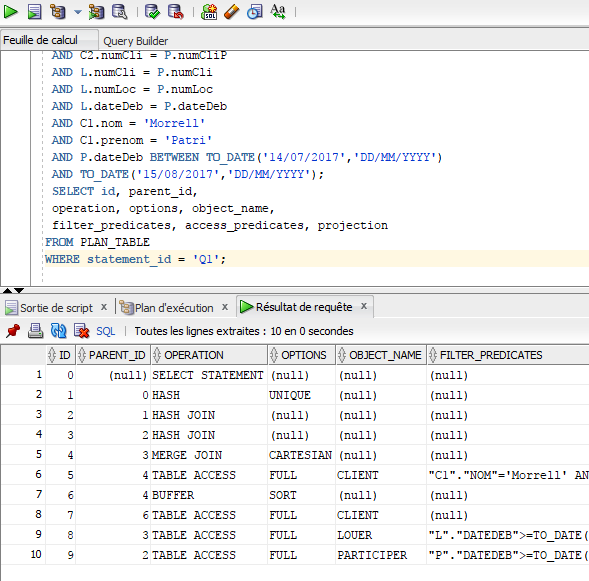 SQL
Aa
Feuille de calcul
Query Builder
AND C2.numCli = P.numCliP
AND L.numCli = P.numCli
AND L.numLoc = P.numLoc
AND L.dateDeb = P.dateDeb
AND C1.nom = 'Morrell'
AND C1.prenom = 'Patri'
AND P.dateDeb BETWEEN TO_DATE('14/07/2017','DD/MM/YYYY')
AND TO_DATE('15/08/2017','DD/MM/YYYY');
SELECT id, parent_id,
operation, options, object_name,
filter_predicates, access_predicates, projection
FROM PLAN_TABLE
WHERE statement_id = 'Q1';
Sortie de script x Plan d'exécution x Résultat de requête x
SQL | Toutes les lignes extraites : 10 en 0 secondes
ID PARENT_ID OPERATION OPTIONS OBJECT_NAME FILTER_PREDICATES
1 0 (null) SELECT STATEMENT (null) (null) (null)
2 1 0 HASH UNIQUE (null) (null)
3 2 1 HASH JOIN (null) (null) (null)
4 3 2 HASH JOIN (null) (null) (null)
5 4 3 MERGE JOIN CARTESIAN (null) (null)
6 5 4 TABLE ACCESS FULL CLIENT "C1"."NOM"='Morrell' AN
7 6 4 BUFFER SORT (null) (null)
8 7 6 TABLE ACCESS FULL CLIENT (null)
9 8 3 TABLE ACCESS FULL LOUER "L"."DATEDEB">=TO_DATE(
10 9 2 TABLE ACCESS FULL PARTICIPER "P"."DATEDEB">=TO_DATE(